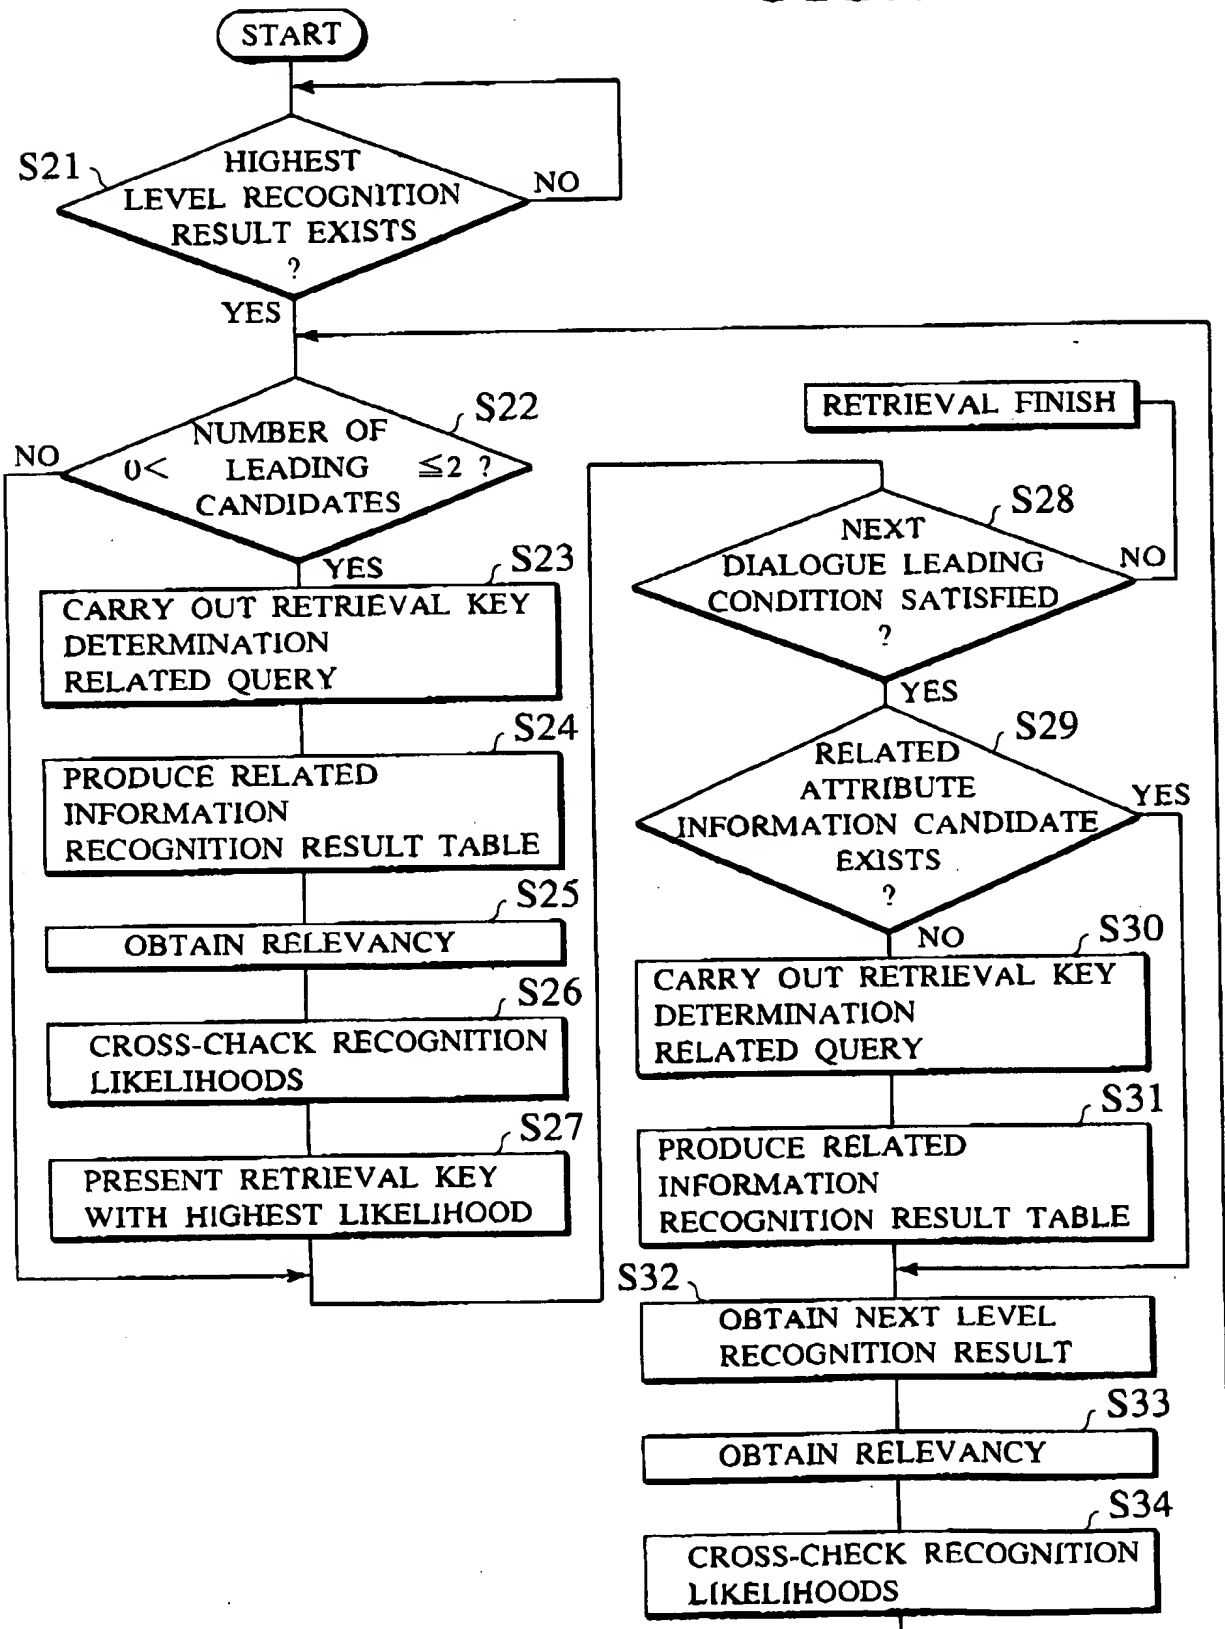 START
S21
HIGHEST
LEVEL RECOGNITION
RESULT EXISTS
?
NO
YES
S22
NO
NUMBER OF
0< LEADING ≦2 ?
CANDIDATES
YES
S23
CARRY OUT RETRIEVAL KEY
DETERMINATION
RELATED QUERY
S24
PRODUCE RELATED
INFORMATION
RECOGNITION RESULT TABLE
S25
OBTAIN RELEVANCY
S26
CROSS-CHACK RECOGNITION
LIKELIHOODS
S27
PRESENT RETRIEVAL KEY
WITH HIGHEST LIKELIHOOD
RETRIEVAL FINISH
S28
NEXT
DIALOGUE LEADING
CONDITION SATISFIED
?
NO
YES
S29
RELATED
ATTRIBUTE
INFORMATION CANDIDATE
EXISTS
?
YES
NO
S30
CARRY OUT RETRIEVAL KEY
DETERMINATION
RELATED QUERY
S31
PRODUCE RELATED
INFORMATION
RECOGNITION RESULT TABLE
S32
OBTAIN NEXT LEVEL
RECOGNITION RESULT
S33
OBTAIN RELEVANCY
S34
CROSS-CHECK RECOGNITION
LIKELIHOODS